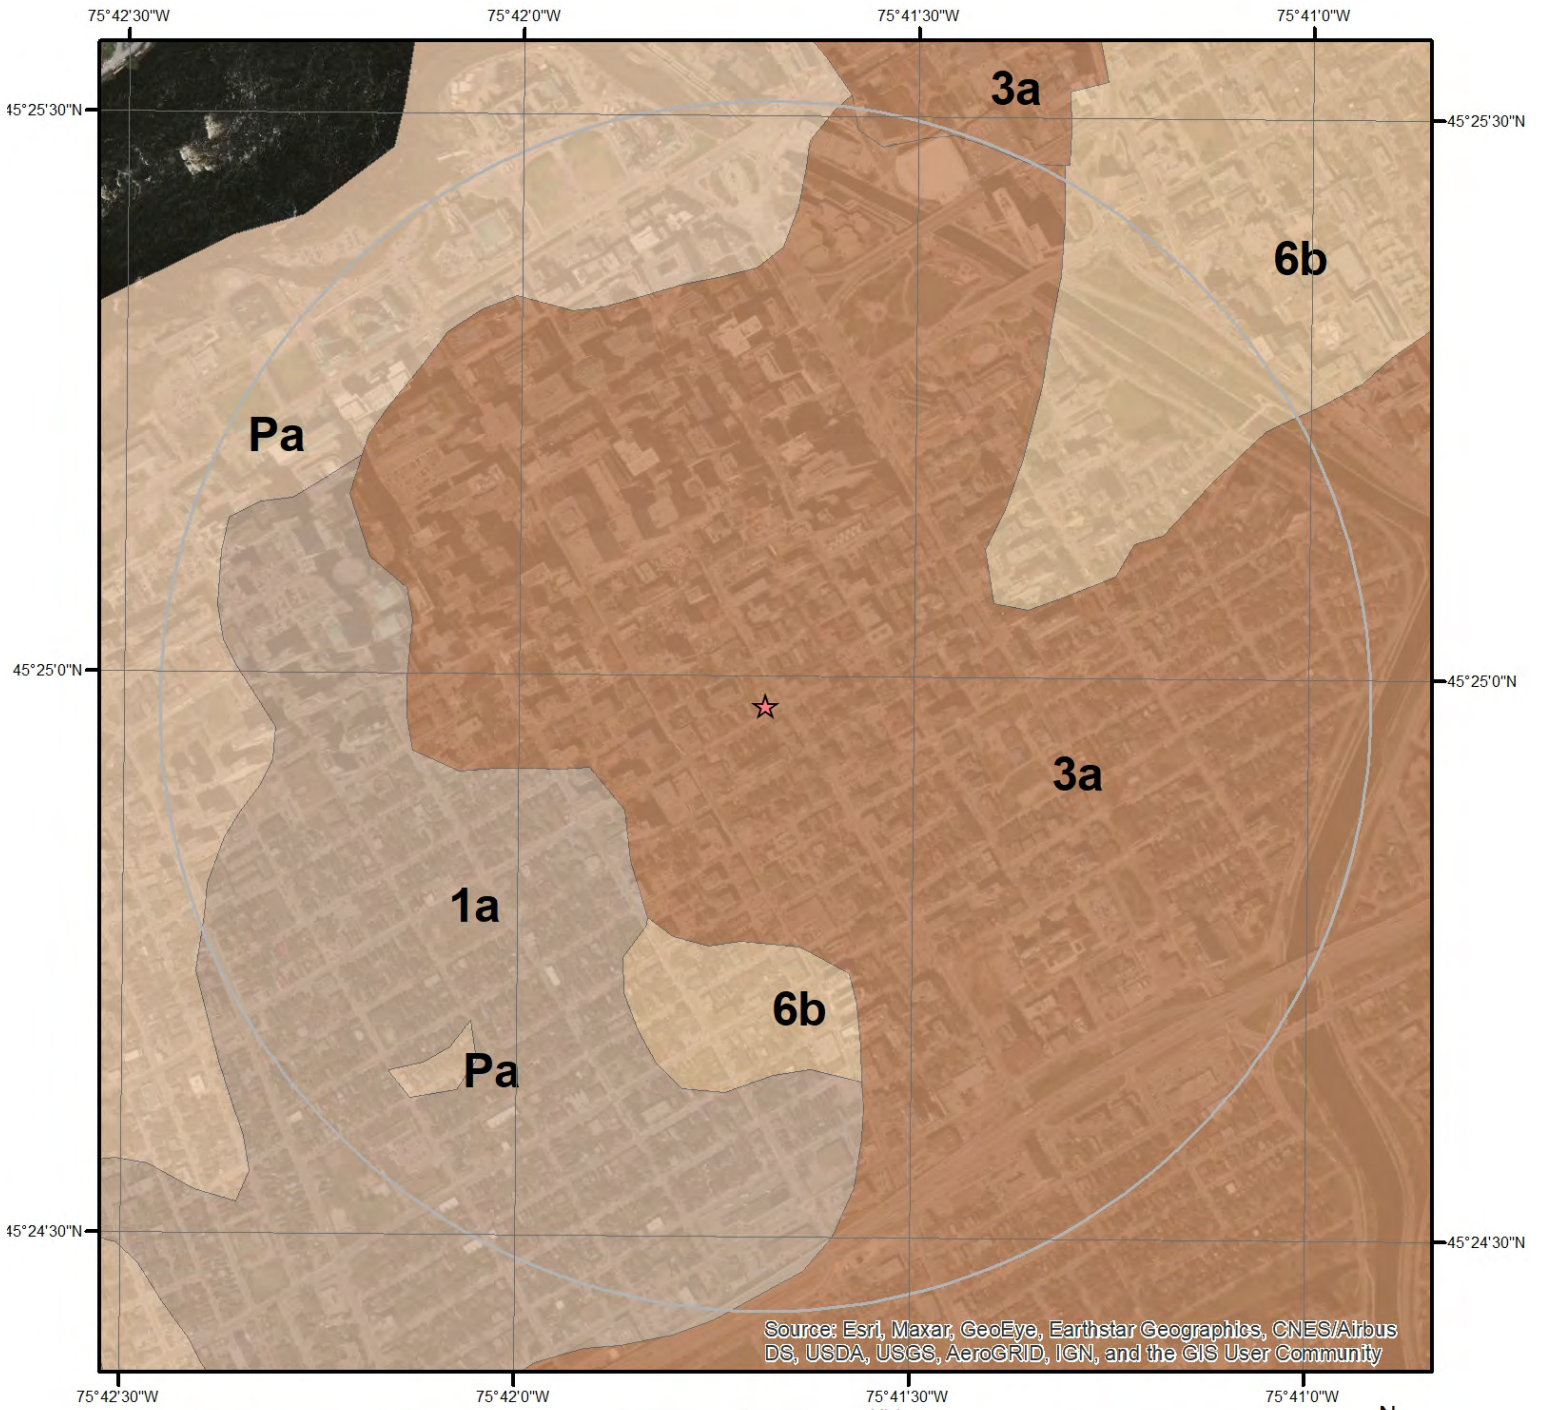 75°42'30"W 75°42'0"W 75°41'30"W 75°41'0"W
3a
45°25'30"N 45°25'30"N
6b
Pa
45°25'0"N 45°25'0"N
3a
1a
6b
Pa
45°24'30"N 45°24'30"N
Source: Esri, Maxar, GeoEye, Earthstar Geographics, CNES/Airbus
DS, USDA, USGS, AeroGRID, IGN, and the GIS User Community
75°42'30"W 75°42'0"W 75°41'30"W 75°41'0"W